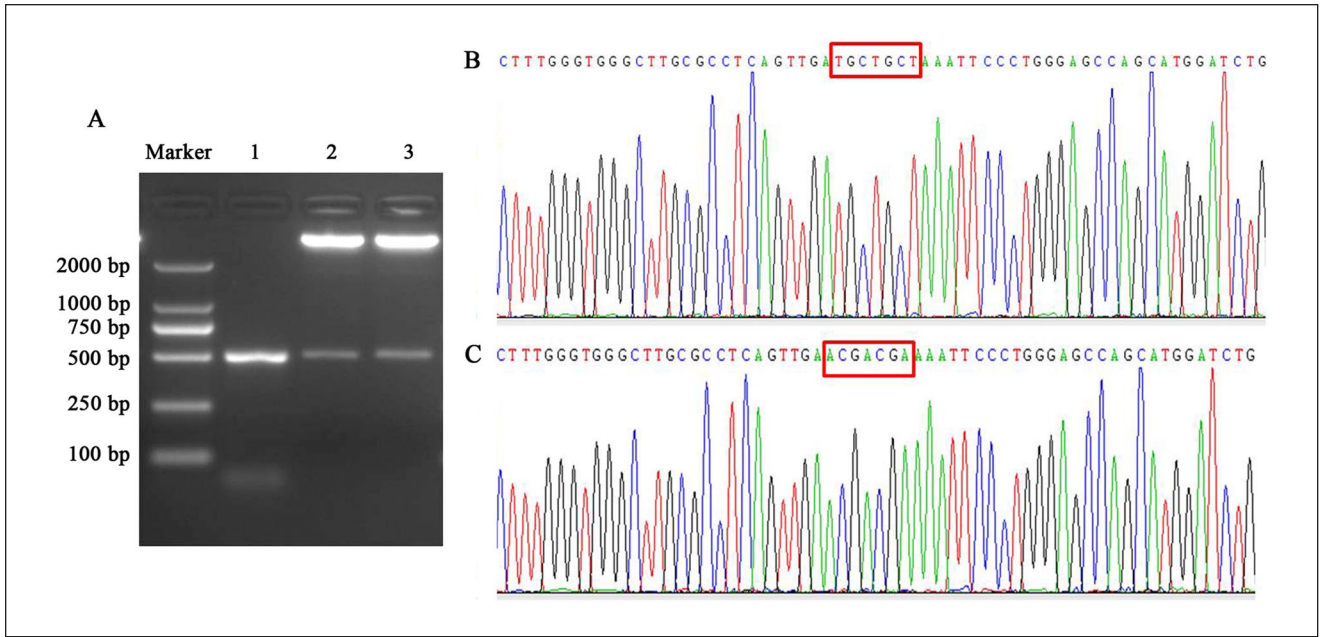 A
Marker 1 2 3
2000 bp
1000 bp
750 bp
500 bp
250 bp
100 bp
B
CTTTGGGTGGGCTTGCGCCTCAGTTGATGCTGCTAAATTCCCTGGGAGCCAGCATGGATCTG
C
CTTTGGGTGGGCTTGCGCCTCAGTTGAACGACGAAAATTCCCTGGGAGCCAGCATGGATCTG